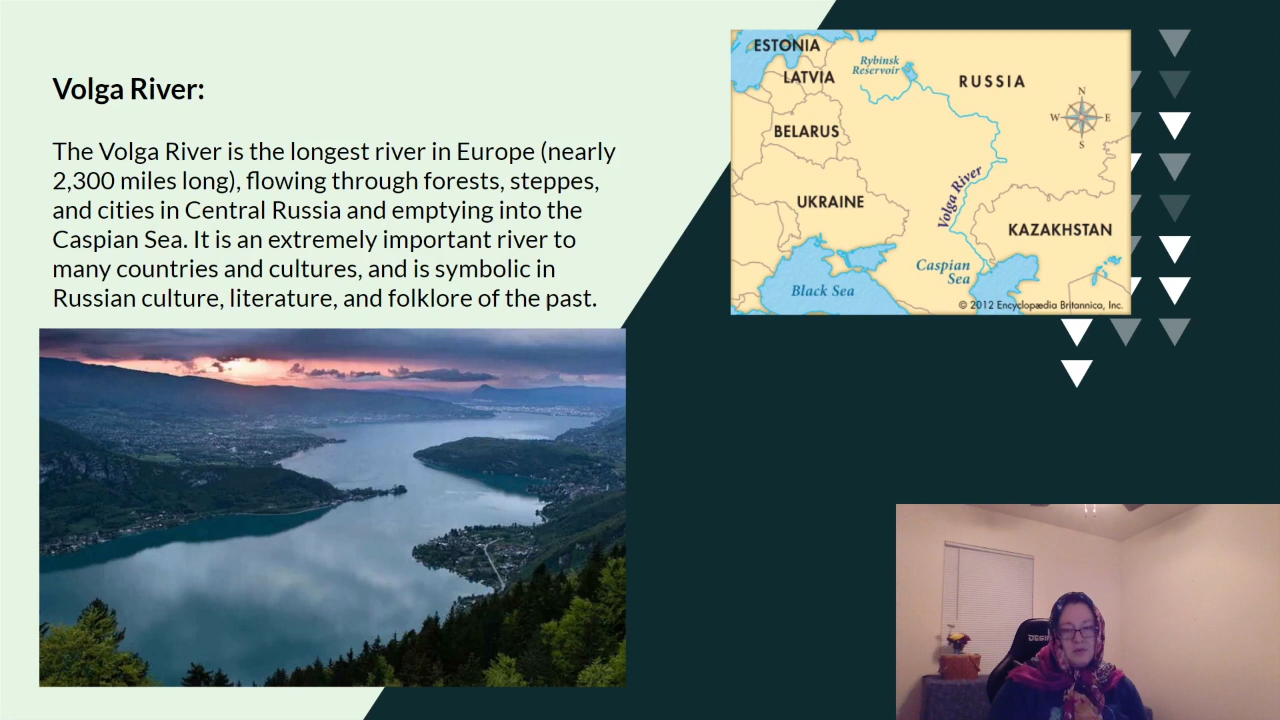 Volga River:
The Volga River is the longest river in Europe (nearly
2,300 miles long), flowing through forests, steppes,
and cities in Central Russia and emptying into the
Caspian Sea. It is an extremely important river to
many countries and cultures, and is symbolic in
Russian culture, literature, and folklore of the past.
ESTONIA
LATVIA
Rybinsk
Reservoir
RUSSIA
N
W
E
S
BELARUS
UKRAINE
Volga River
KAZAKHSTAN
Caspian
Sea
Black Sea
© 2012 Encyclopædia Britannica, Inc.